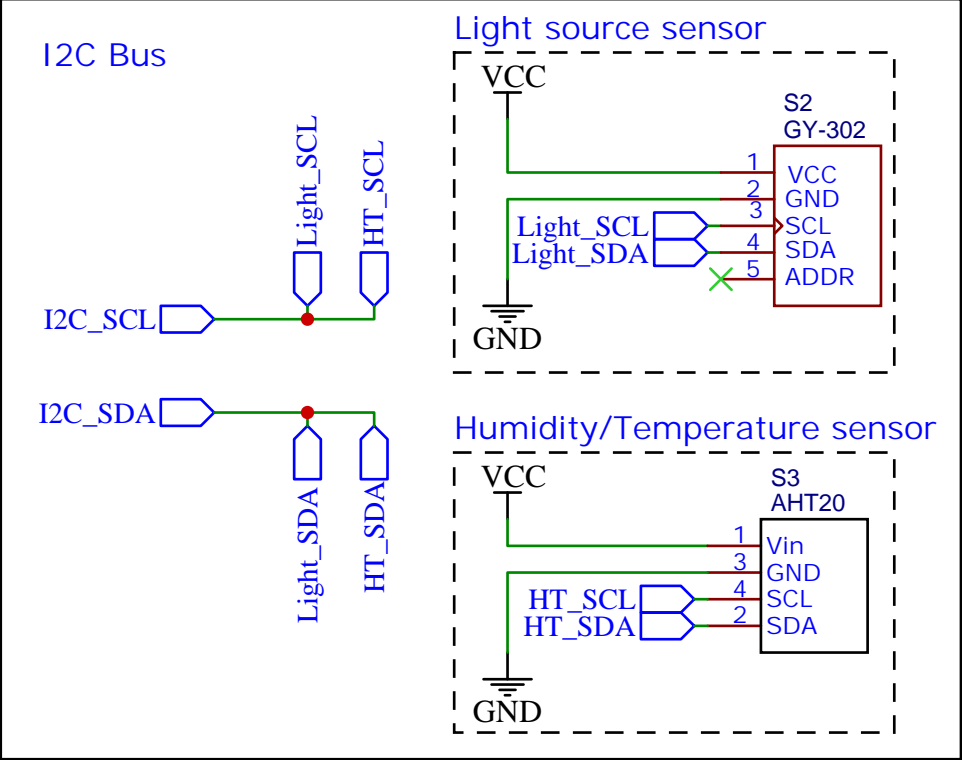 I2C Bus
Light_SCL
HT_SCL
I2C_SCL
I2C_SDA
Light_SDA
HT_SDA
Light source sensor
VCC
S2
GY-302
1 VCC
2 GND
Light_SCL 3 SCL
Light_SDA 4 SDA
5 ADDR
GND
Humidity/Temperature sensor
VCC
S3
AHT20
1 Vin
3 GND
HT_SCL 4 SCL
HT_SDA 2 SDA
GND